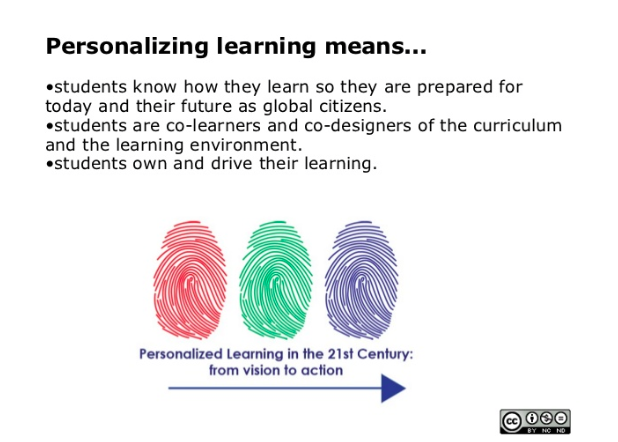 Personalizing learning means...
•students know how they learn so they are prepared for
today and their future as global citizens.
•students are co-learners and co-designers of the curriculum
and the learning environment.
•students own and drive their learning.
Personalized Learning in the 21st Century:
from vision to action
cc
BY NC ND